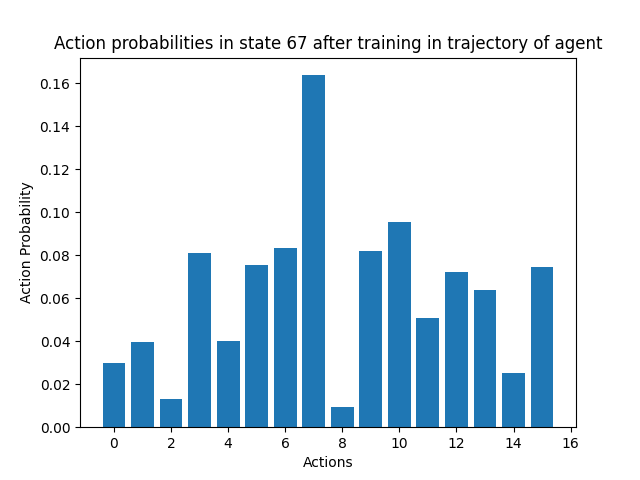 Action probabilities in state 67 after training in trajectory of agent
Action Probability
0.16
0.14
0.12
0.10
0.08
0.06
0.04
0.02
0.00
0 2 4 6 8 10 12 14 16
Actions